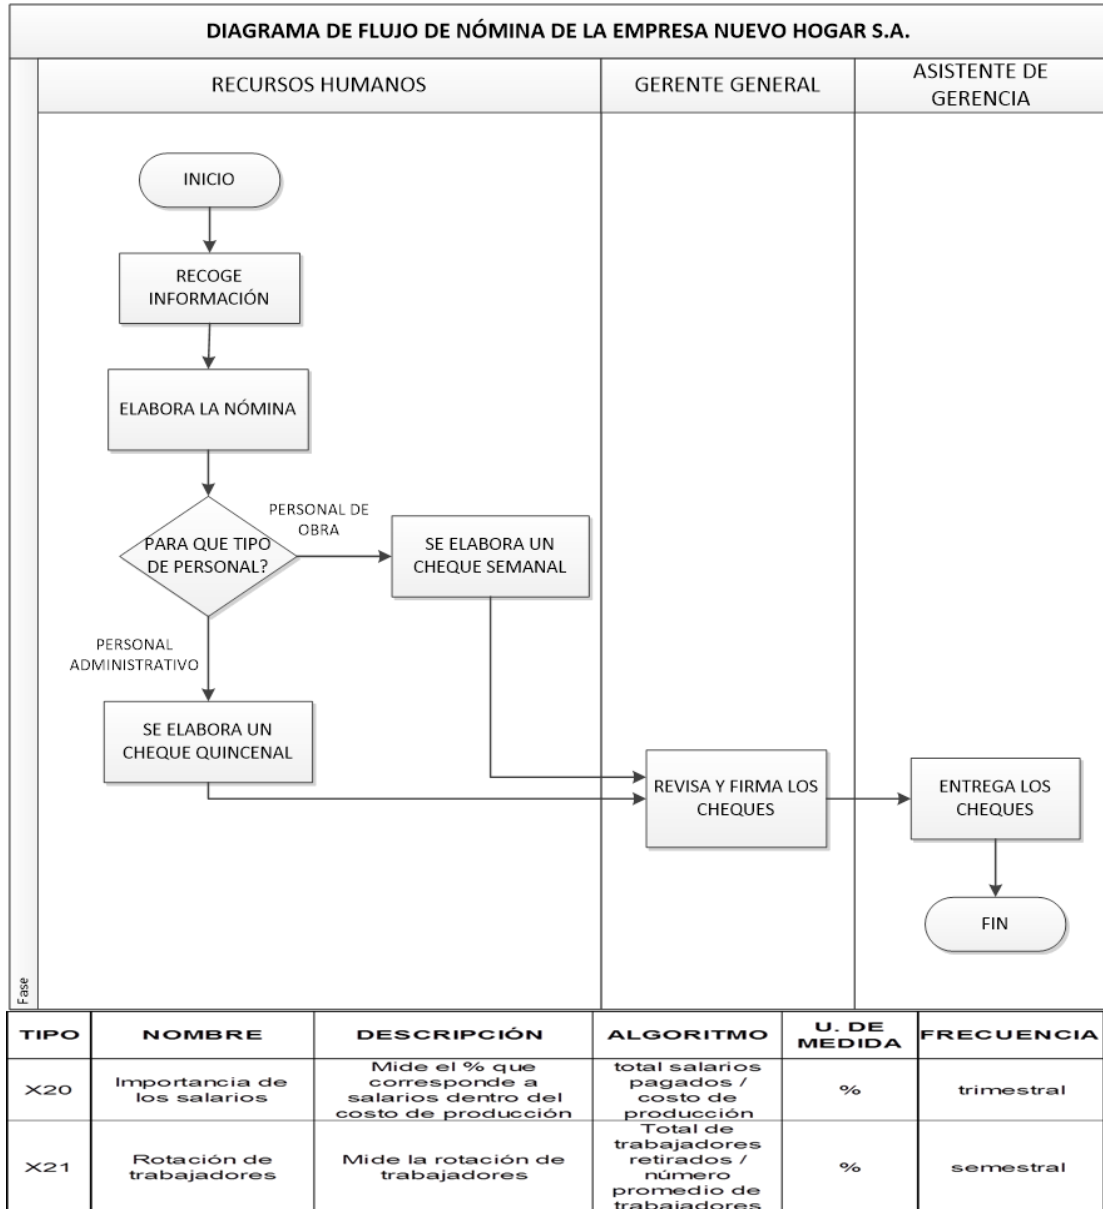 DIAGRAMA DE FLUJO DE NÓMINA DE LA EMPRESA NUEVO HOGAR S.A.
RECURSOS HUMANOS
GERENTE GENERAL
ASISTENTE DE
GERENCIA
INICIO
RECOGE
INFORMACIÓN
ELABORA LA NÓMINA
PARA QUE TIPO
DE PERSONAL?
PERSONAL DE
OBRA
SE ELABORA UN
CHEQUE SEMANAL
PERSONAL
ADMINISTRATIVO
SE ELABORA UN
CHEQUE QUINCENAL
REVISA Y FIRMA LOS
CHEQUES
ENTREGA LOS
CHEQUES
FIN
Fase
TIPO
NOMBRE
DESCRIPCIÓN
ALGORITMO
U. DE
MEDIDA
FRECUENCIA
X20
Importancia de
los salarios
Mide el % que
corresponde a
salarios dentro del
costo de producción
total salarios
pagados /
costo de
producción
%
trimestral
X21
Rotación de
trabajadores
Mide la rotación de
trabajadores
Total de
trabajadores
retirados /
número
promedio de
trabajadores
%
semestral